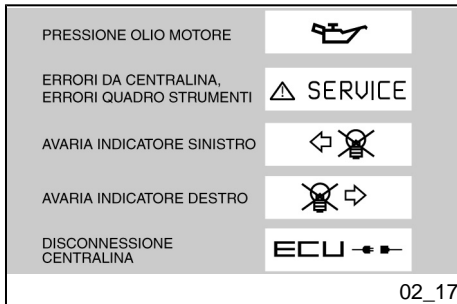 PRESSIONE OLIO MOTORE
ERRORI DA CENTRALINA,
ERRORI QUADRO STRUMENTI
SERVICE
AVARIA INDICATORE SINISTRO
AVARIA INDICATORE DESTRO
DISCONNESSIONE
CENTRALINA
ECU
02_17